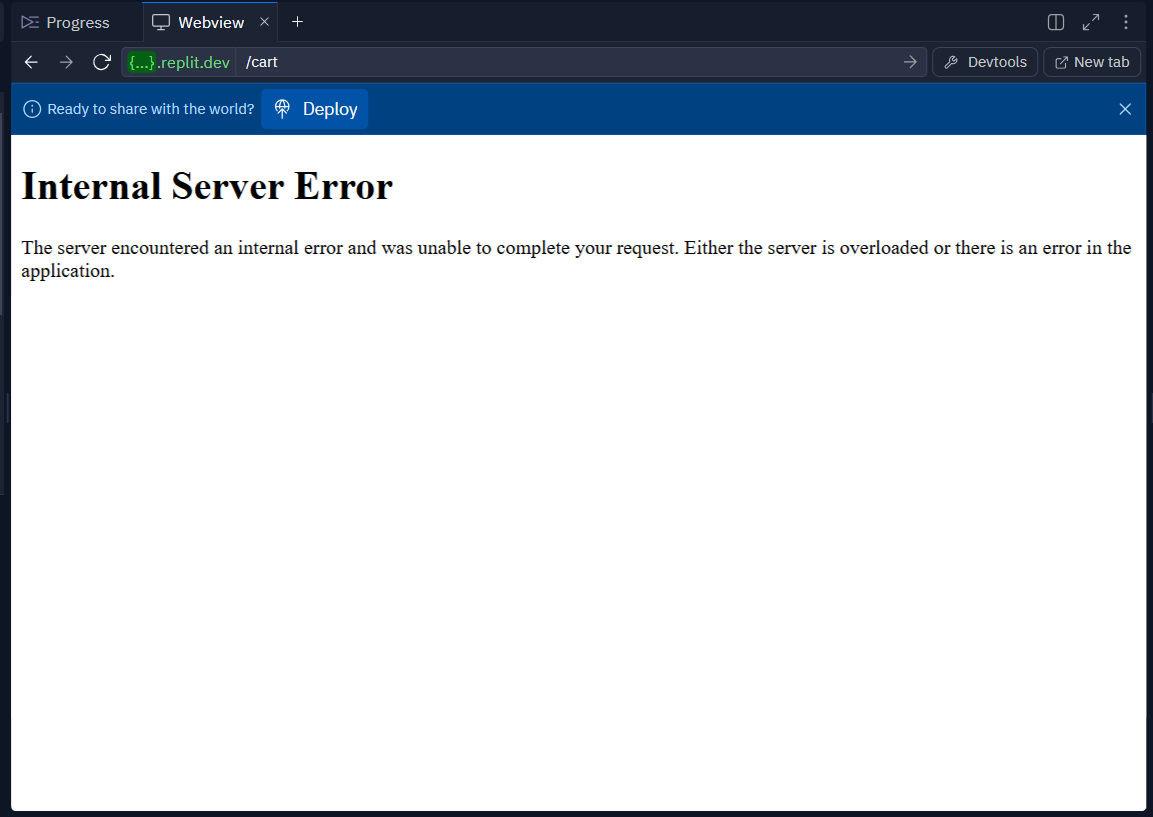 Progress
Webview
{...}.replit.dev /cart
Devtools
New tab
Ready to share with the world? Deploy
Internal Server Error
The server encountered an internal error and was unable to complete your request. Either the server is overloaded or there is an error in the
application.